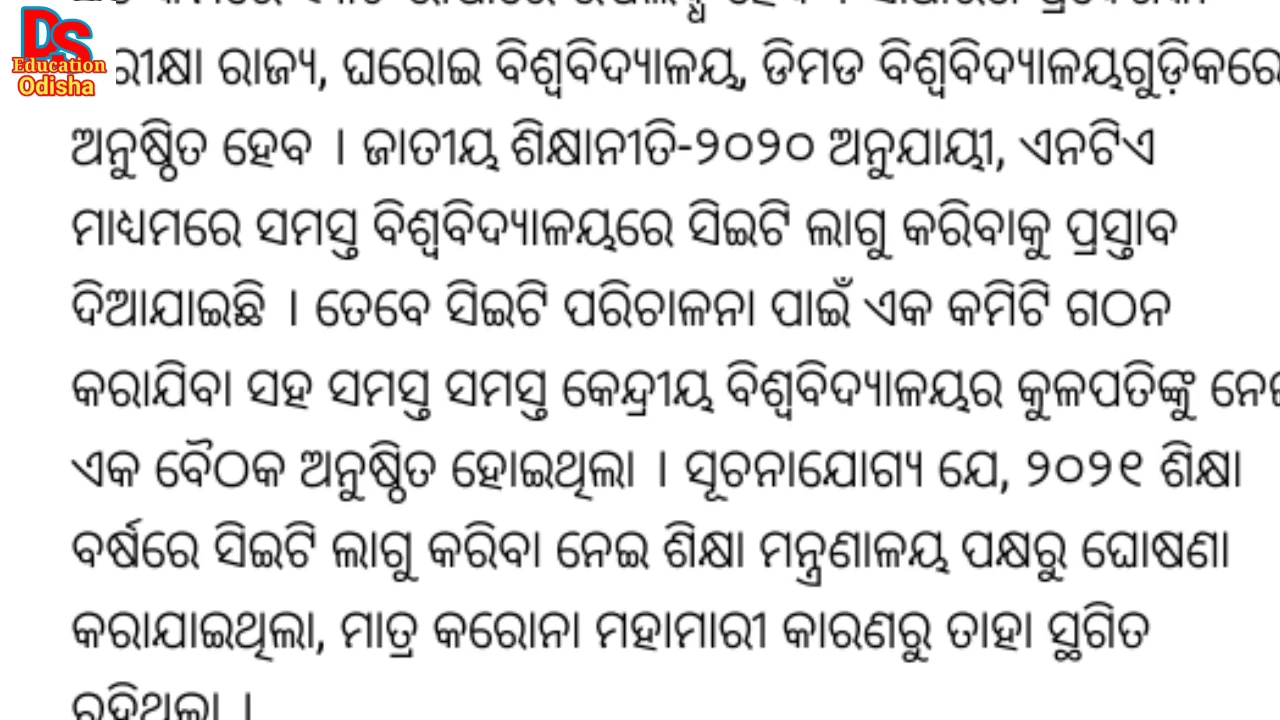 DS
Education
Odisha
ରାଜ୍ୟ, ଘରୋଇ ବିଶ୍ୱବିଦ୍ୟାଳୟ, ଡିମଡ ବିଶ୍ୱବିଦ୍ୟାଳୟଗୁଡ଼ିକରେ
ଅନୁଷ୍ଠିତ ହେବ । ଜାତୀୟ ଶିକ୍ଷାନୀତି-୨୦୨୦ ଅନୁଯାୟୀ, ଏନଟିଏ
ମାଧ୍ୟମରେ ସମସ୍ତ ବିଶ୍ୱବିଦ୍ୟାଳୟରେ ସିଇଟି ଲାଗୁ କରିବାକୁ ପ୍ରସ୍ତାବ
ଦିଆଯାଇଛି । ତେବେ ସିଇଟି ପରିଚାଳନା ପାଇଁ ଏକ କମିଟି ଗଠନ
କରାଯିବା ସହ ସମସ୍ତ ସମସ୍ତ କେନ୍ଦ୍ରୀୟ ବିଶ୍ୱବିଦ୍ୟାଳୟର କୁଳପତିଙ୍କୁ ନେଇ
ଏକ ବୈଠକ ଅନୁଷ୍ଠିତ ହୋଇଥିଲା । ସୂଚନାଯୋଗ୍ୟ ଯେ, ୨୦୨୧ ଶିକ୍ଷା
ବର୍ଷରେ ସିଇଟି ଲାଗୁ କରିବା ନେଇ ଶିକ୍ଷା ମନ୍ତ୍ରଣାଳୟ ପକ୍ଷରୁ ଘୋଷଣା
କରାଯାଇଥିଲା, ମାତ୍ର କରୋନା ମହାମାରୀ କାରଣରୁ ତାହା ସ୍ଥଗିତ
ରହିଥିଲା ।